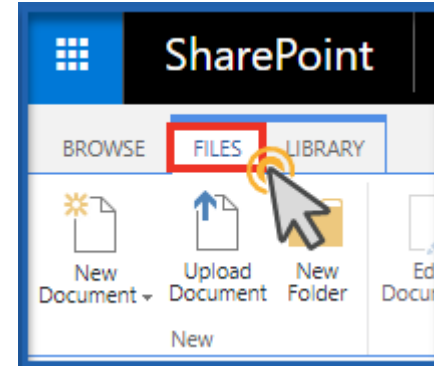 SharePoint
BROWSE FILES LIBRARY
New Upload New
Document Document Folder
New